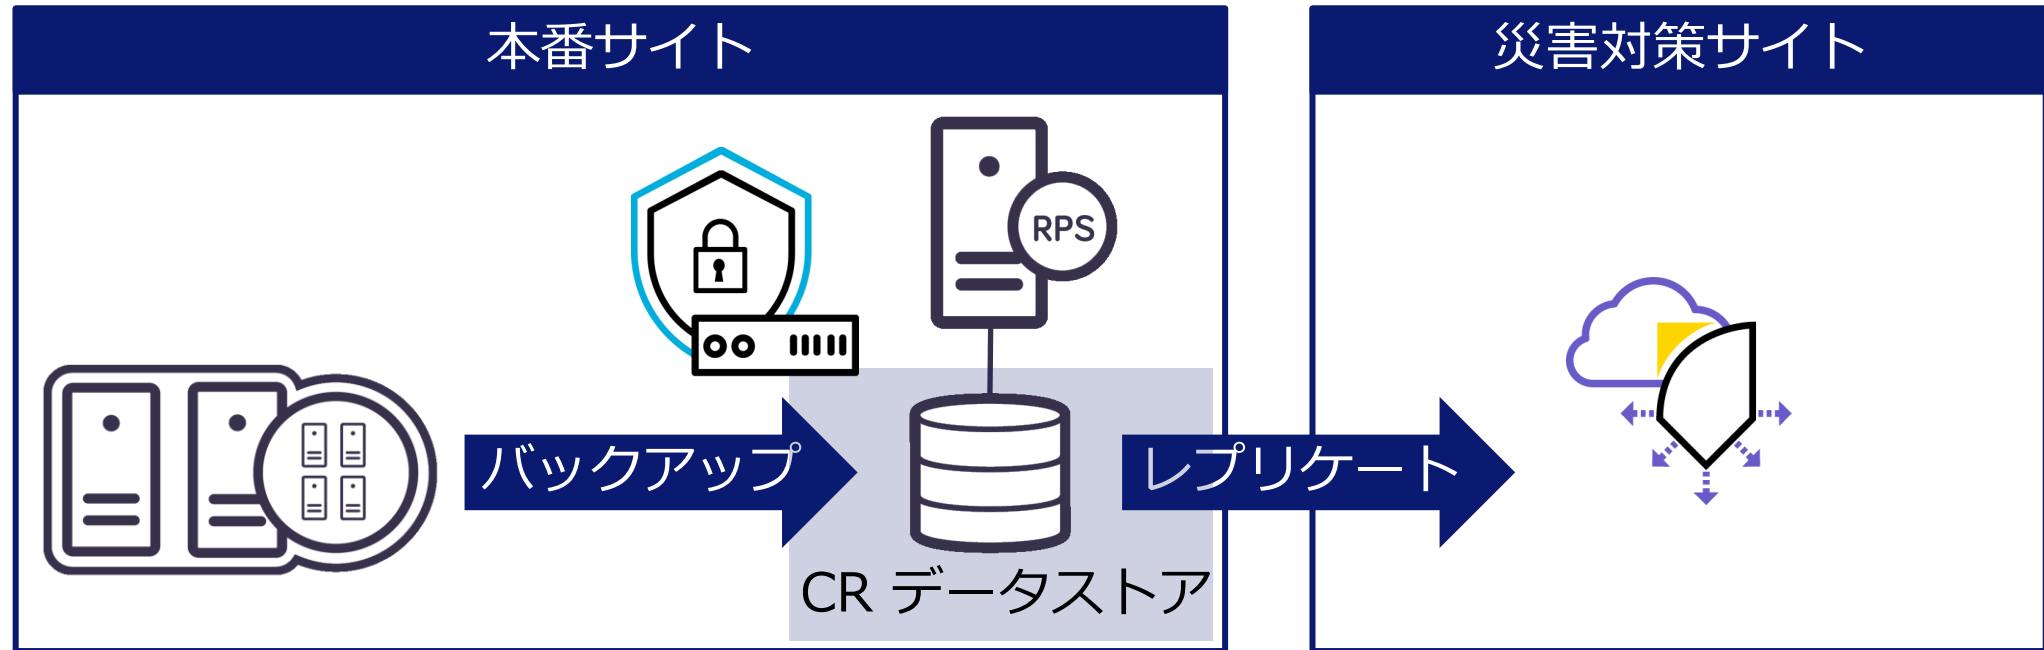 本番サイト
災害対策サイト
RPS
バックアップ
レプリケート
CR データストア